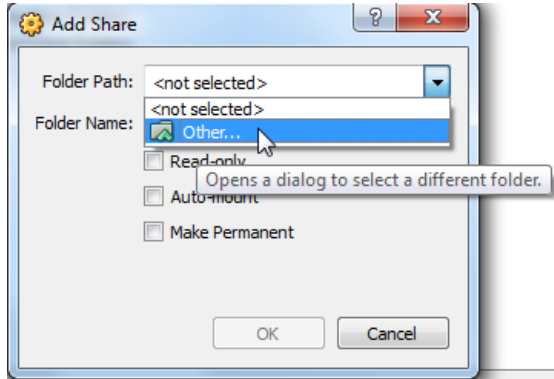 Add Share
Folder Path: <not selected>
<not selected>
Folder Name: Other...
Read-only
Opens a dialog to select a different folder.
Auto-mount
Make Permanent
OK Cancel